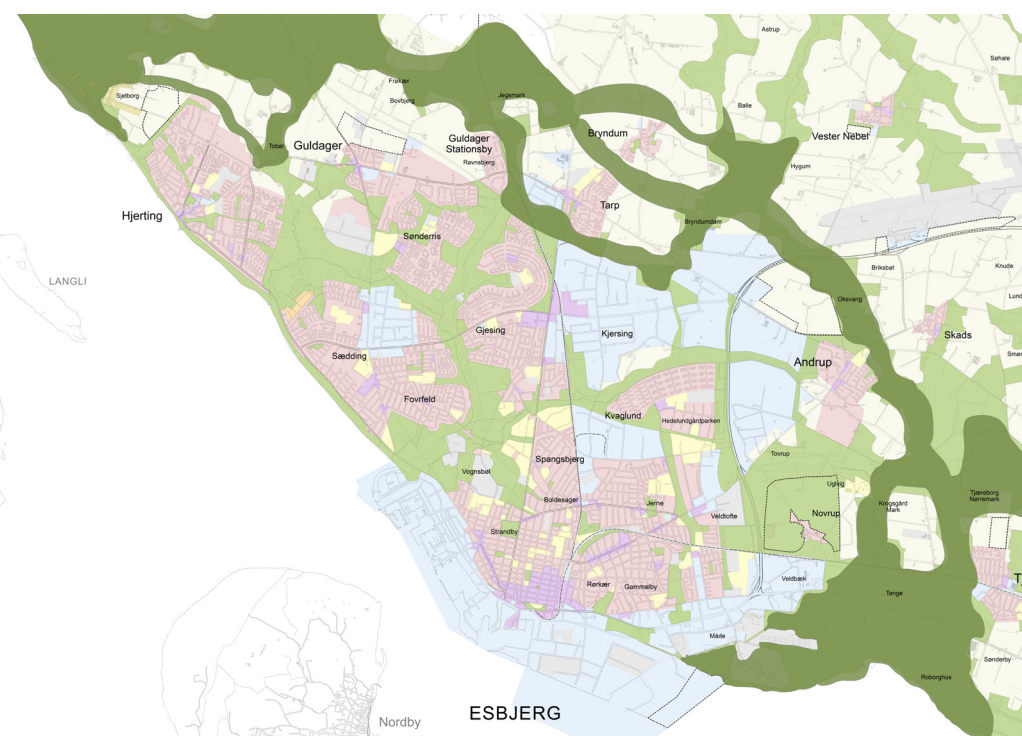 Astrup
Søhale
Frøkær
Sjelborg
Jegsmark
Bovbjerg
Balle
Bryndum
Vester Nebel
Guldager
Stationsby
Guldager
Tobøl
Ravnsbjerg
Hygum
Tarp
Hjerting
Bryndumdam
Sønderris
Briksbøl
Knude
LANGLI
Lund
Oksvang
Gjesing
Kjersing
Skads
Sædding
Smør
Andrup
Fovrfeld
Kvaglund
Hedelundgårdparken
Spangsbjerg
Tovrup
Vognsbøl
Uglvig
Tjæreborg
Nørremark
Boldesager
Jerne
Krogsgård
Mark
Novrup
Veldtofte
Strandby
Veldbæk
T
Rørkær
Gammelby
Tange
Måde
Sønderby
Roborghus
ESBJERG
Nordby